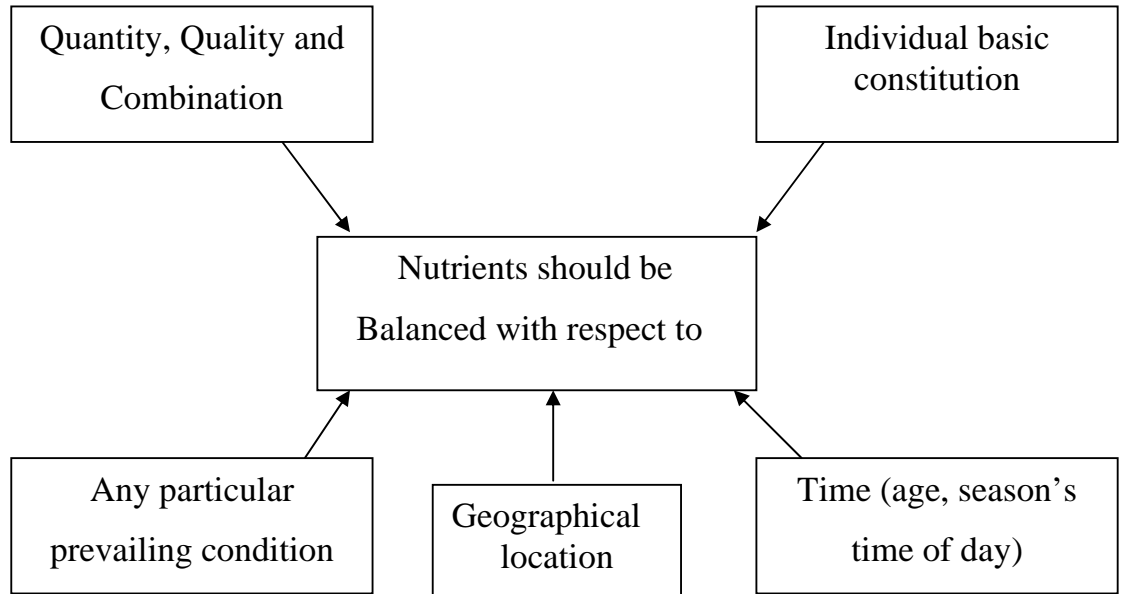 Quantity, Quality and
Combination
Individual basic
constitution
Nutrients should be
Balanced with respect to
Any particular
prevailing condition
Geographical
location
Time (age, season’s
time of day)